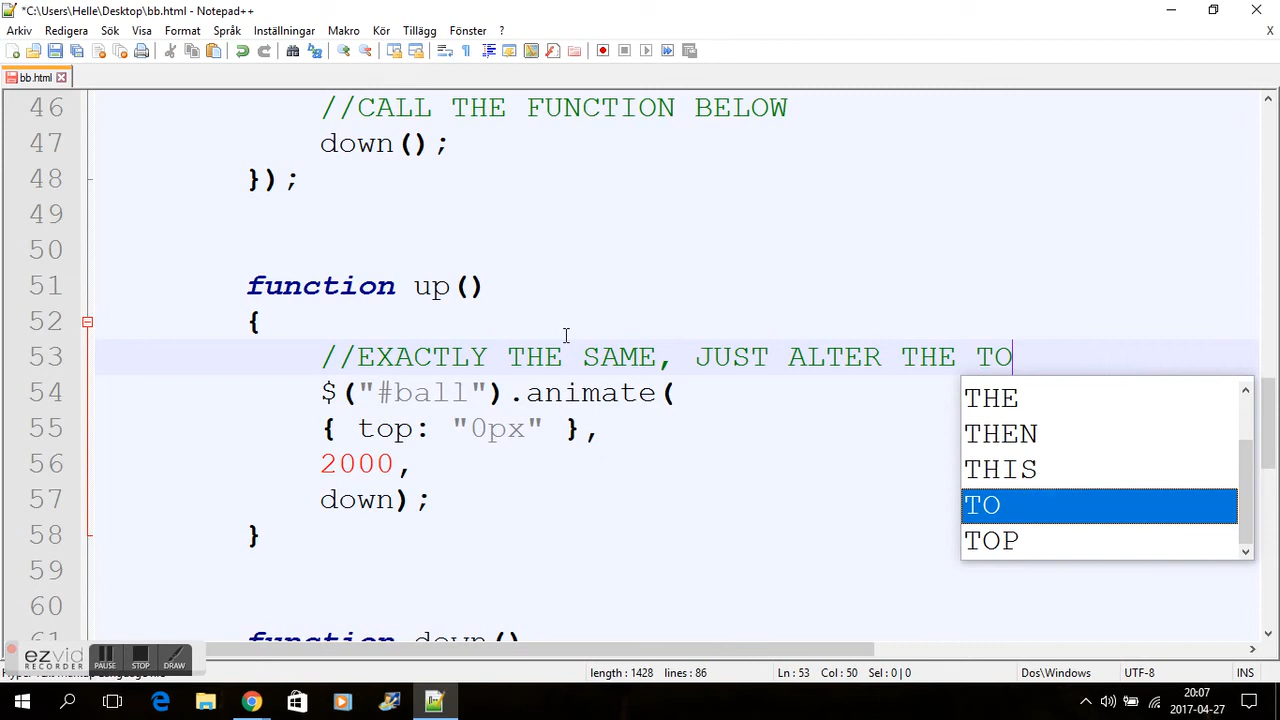 *C:\Users\Helle\Desktop\bb.html - Notepad++
Arkiv Redigera Sök Visa Format Språk Inställningar Makro Kör Tillägg Fönster ? X
bb.html
46 //CALL THE FUNCTION BELOW
47 down();
48 });
49
50
51 function up()
52 {
53 //EXACTLY THE SAME, JUST ALTER THE TO
54 $("#ball").animate(
55 { top: "0px" },
56 2000,
57 down);
58 }
59
60
61 function down()
THE
THEN
THIS
TO
TOP
ezvid
RECORDER
PAUSE STOP DRAW
length : 1428 lines : 86 Ln : 53 Col : 50 Sel : 0 | 0 Dos\Windows UTF-8 INS
20:07
2017-04-27